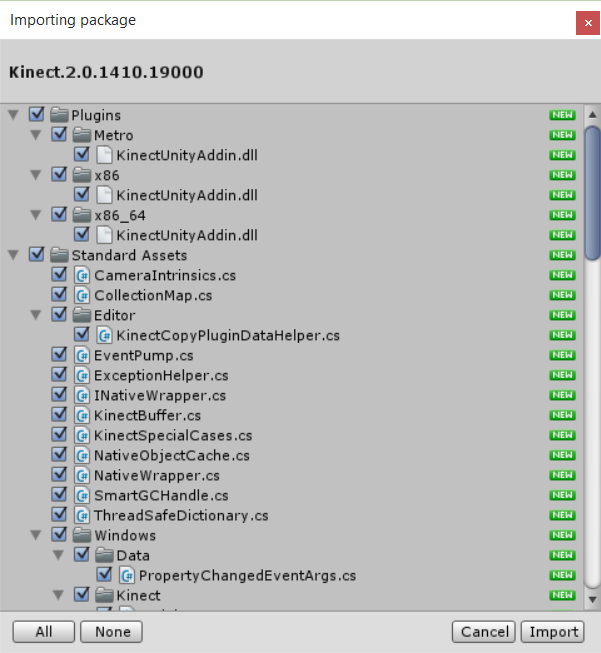 Importing package
Kinect.2.0.1410.19000
Plugins NEW
Metro NEW
KinectUnityAddin.dll NEW
x86 NEW
KinectUnityAddin.dll NEW
x86_64 NEW
KinectUnityAddin.dll NEW
Standard Assets NEW
CameraIntrinsics.cs NEW
CollectionMap.cs NEW
Editor NEW
KinectCopyPluginDataHelper.cs NEW
EventPump.cs NEW
ExceptionHelper.cs NEW
INativeWrapper.cs NEW
KinectBuffer.cs NEW
KinectSpecialCases.cs NEW
NativeObjectCache.cs NEW
NativeWrapper.cs NEW
SmartGCHandle.cs NEW
ThreadSafeDictionary.cs NEW
Windows NEW
Data NEW
PropertyChangedEventArgs.cs NEW
Kinect NEW
All None Cancel Import